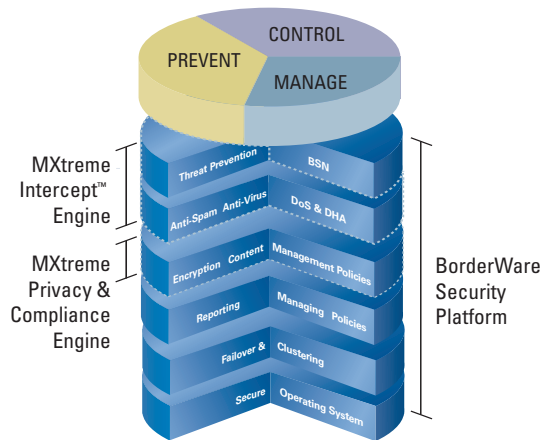 CONTROL
PREVENT
MANAGE
MXtreme
Intercept™
Engine
MXtreme
Privacy &
Compliance
Engine
Threat Prevention
BSN
Anti-Spam Anti-Virus
DoS & DHA
Encryption Content
Management Policies
Reporting
Managing Policies
Failover &
Clustering
Secure
Operating System
BorderWare
Security
Platform